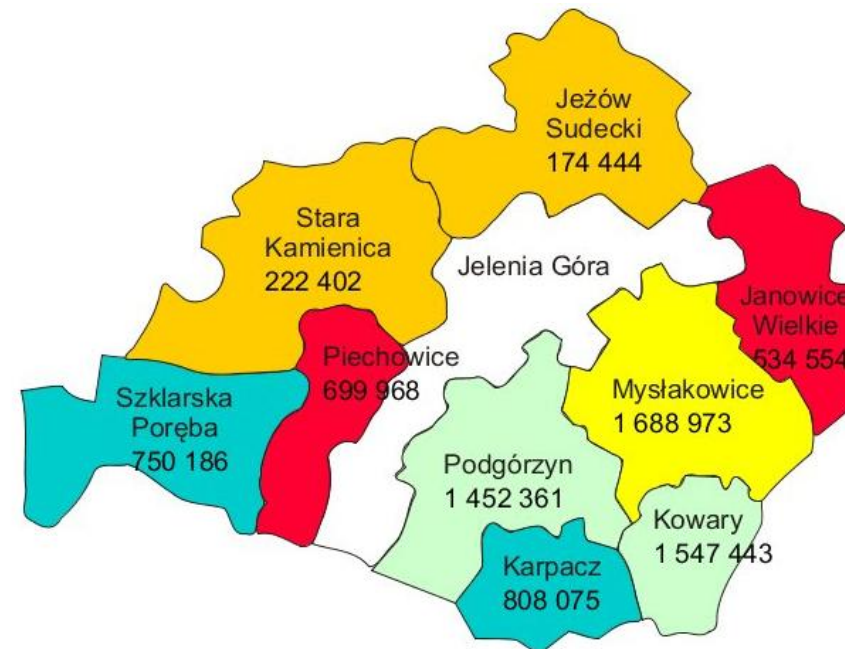 Jeżów
Sudecki
174 444
Stara
Kamienica
222 402
Jelenia Góra
Janowice
Wielkie
534 554
Piechowice
699 968
Mysłakowice
1 688 973
Szklarska
Poręba
750 186
Podgórzyn
1 452 361
Kowary
1 547 443
Karpacz
808 075